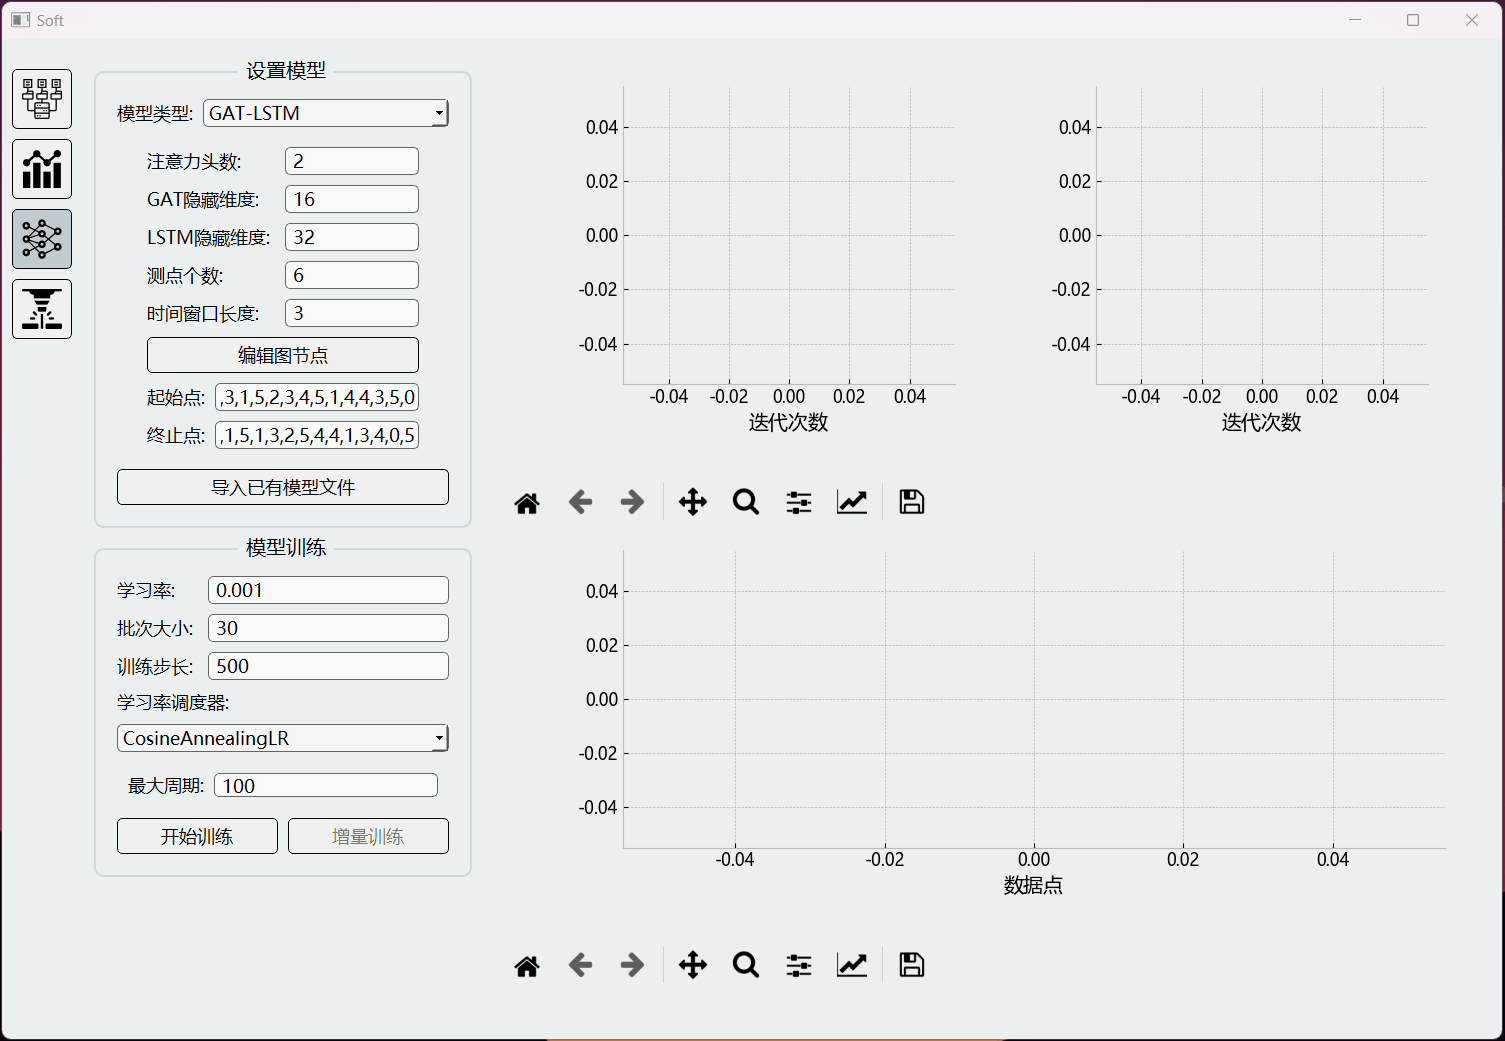 Soft
设置模型
模型类型: GAT-LSTM
注意力头数: 2
GAT隐藏维度: 16
LSTM隐藏维度: 32
测点个数: 6
时间窗口长度: 3
编辑图节点
起始点: ,3,1,5,2,3,4,5,1,4,4,3,5,0
终止点: ,1,5,1,3,2,5,4,4,1,3,4,0,5
导入已有模型文件
模型训练
学习率: 0.001
批次大小: 30
训练步长: 500
学习率调度器:
CosineAnnealingLR
最大周期: 100
开始训练 增量训练
0.04
0.02
0.00
-0.02
-0.04
-0.04 -0.02 0.00 0.02 0.04
迭代次数
0.04
0.02
0.00
-0.02
-0.04
-0.04 -0.02 0.00 0.02 0.04
迭代次数
0.04
0.02
0.00
-0.02
-0.04
-0.04 -0.02 0.00 0.02 0.04
数据点